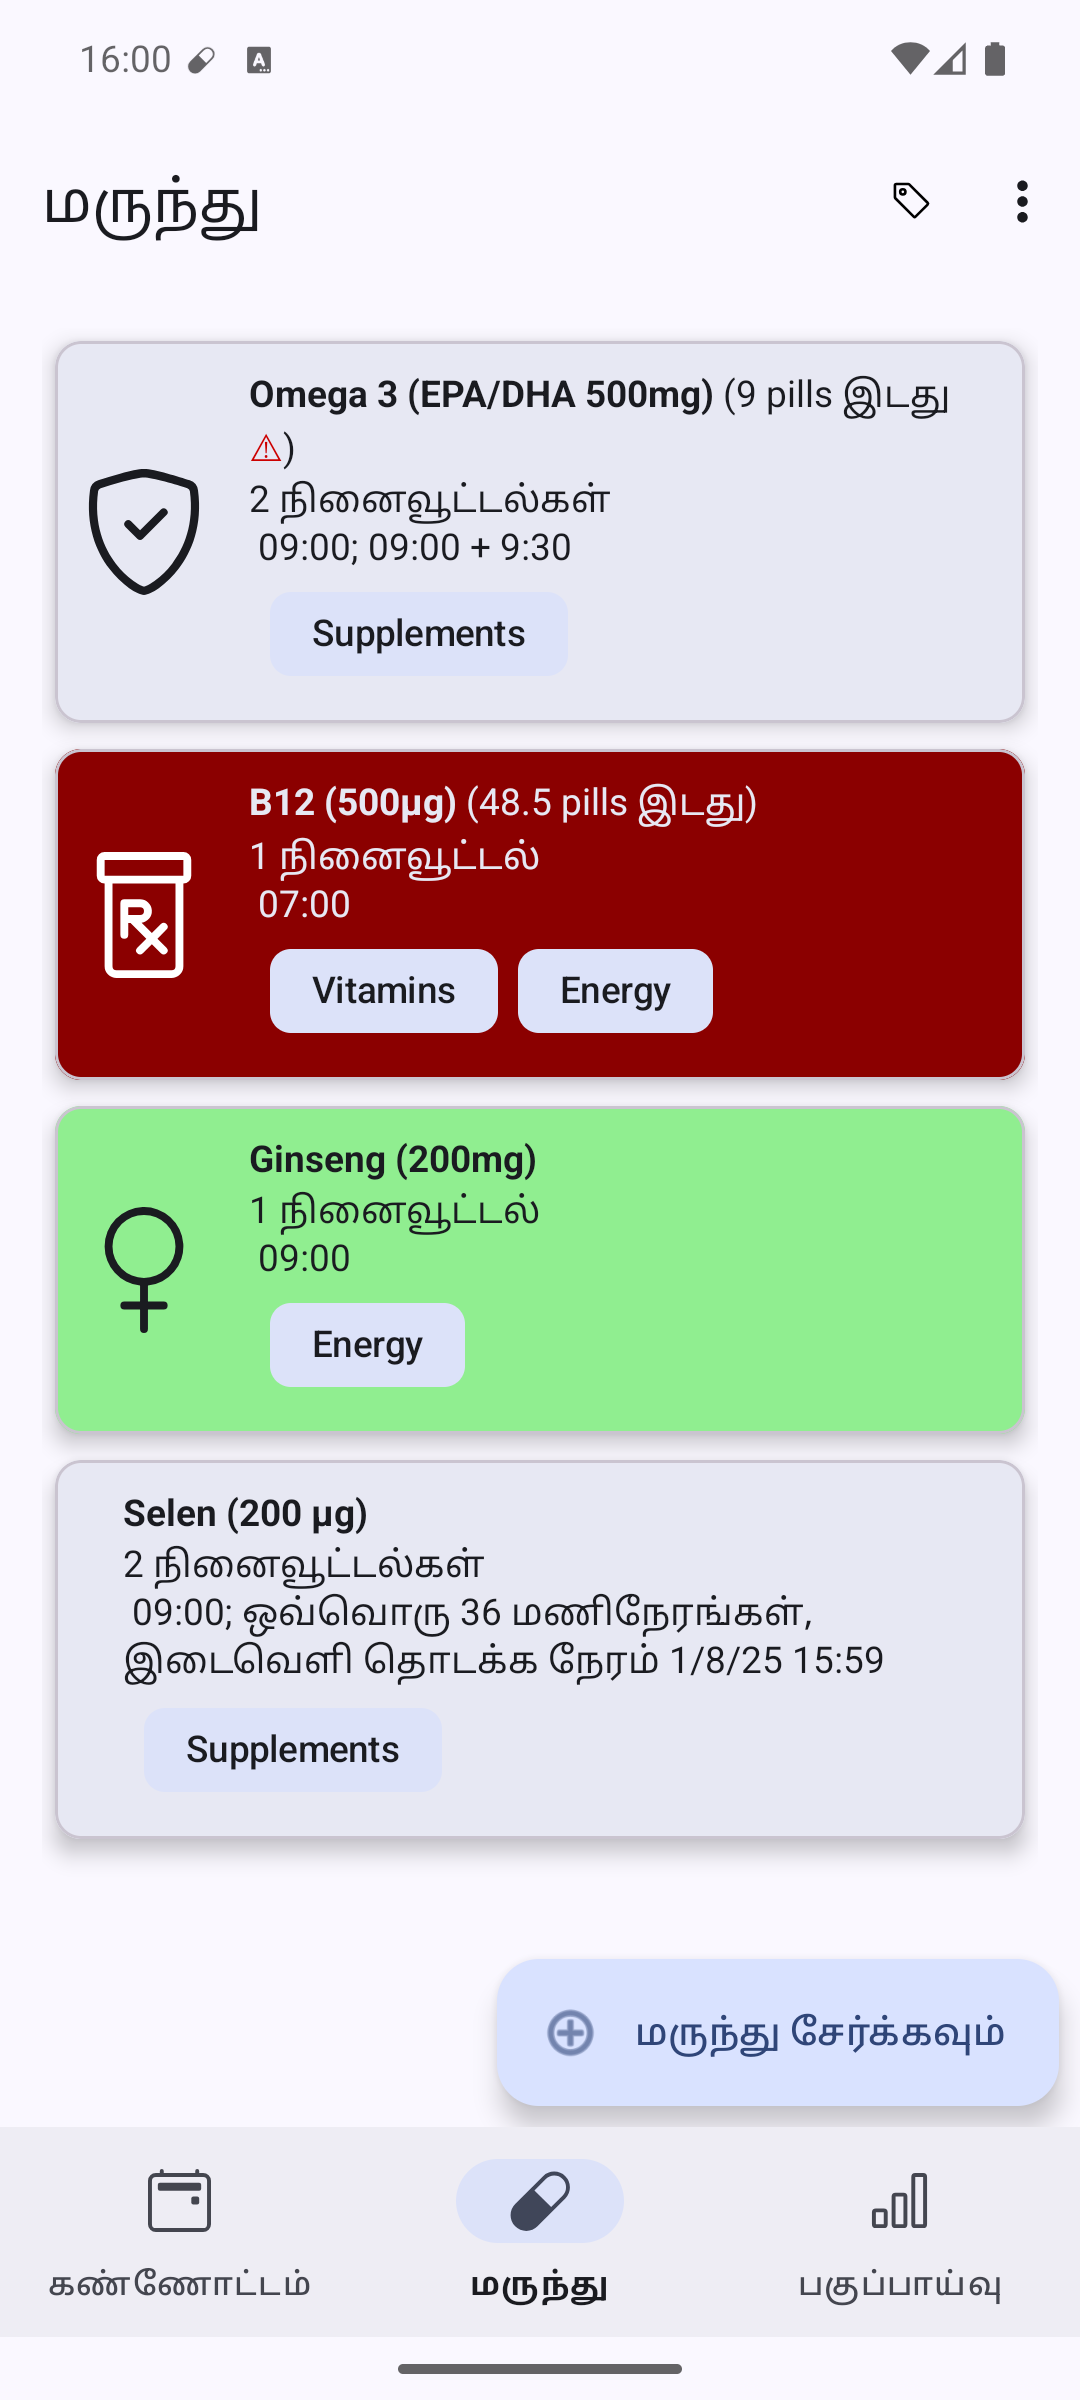 16:00
மருந்து
Omega 3 (EPA/DHA 500mg) (9 pills இடது
⚠)
2 நினைவூட்டல்கள்
09:00; 09:00 + 9:30
Supplements
B12 (500µg) (48.5 pills இடது)
1 நினைவூட்டல்
07:00
Vitamins Energy
Ginseng (200mg)
1 நினைவூட்டல்
09:00
Energy
Selen (200 µg)
2 நினைவூட்டல்கள்
09:00; ஒவ்வொரு 36 மணிநேரங்கள்,
இடைவெளி தொடக்க நேரம் 1/8/25 15:59
Supplements
மருந்து சேர்க்கவும்
கண்ணோட்டம் மருந்து பகுப்பாய்வு